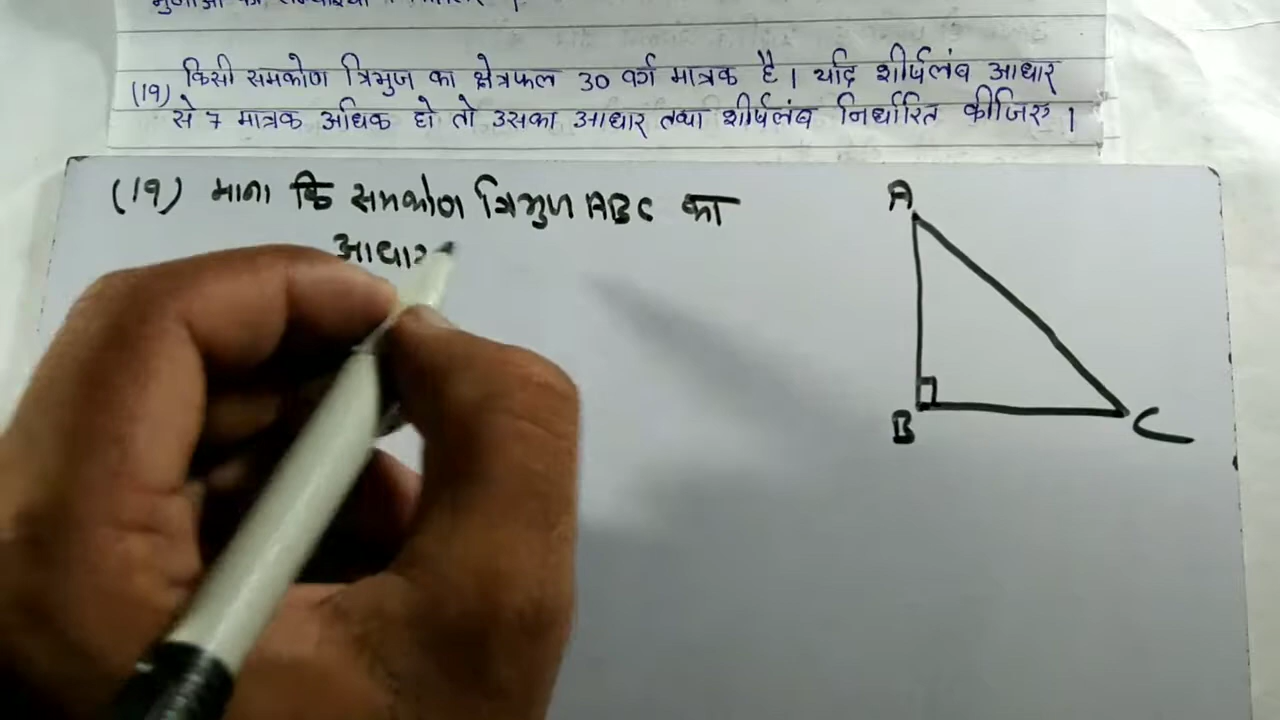 (19) किसी समकोण त्रिभुज का क्षेत्रफल 30 वर्ग मात्रक है । यदि शीर्षलंब आधार
से 7 मात्रक अधिक हो तो उसका आधार तथा शीर्षलंब निर्धारित कीजिए ।
(19) माना कि समकोण त्रिभुज ABC का
आधार
A
B
C